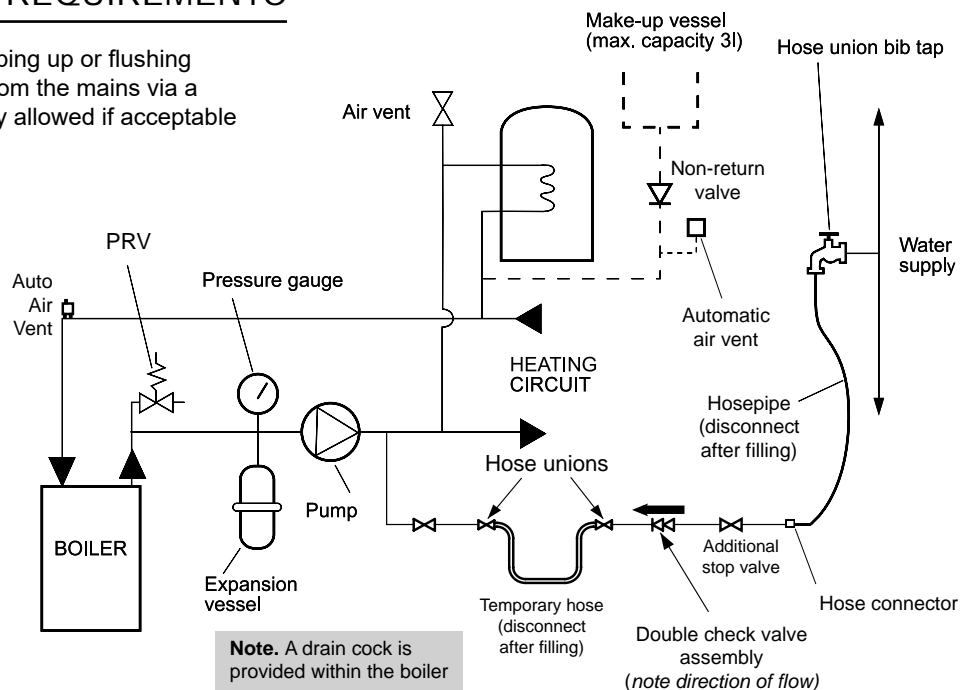 REQUIREMENTS
ping up or flushing
om the mains via a
y allowed if acceptable
Make-up vessel
(max. capacity 3l)
Hose union bib tap
Air vent
Non-return
valve
PRV
Pressure gauge
Auto
Air
Vent
Water
supply
Automatic
air vent
HEATING
CIRCUIT
Hosepipe
(disconnect
after filling)
Hose unions
Pump
BOILER
Additional
stop valve
Expansion
vessel
Temporary hose
(disconnect
after filling)
Hose connector
Double check valve
assembly
(note direction of flow)
Note. A drain cock is
provided within the boiler